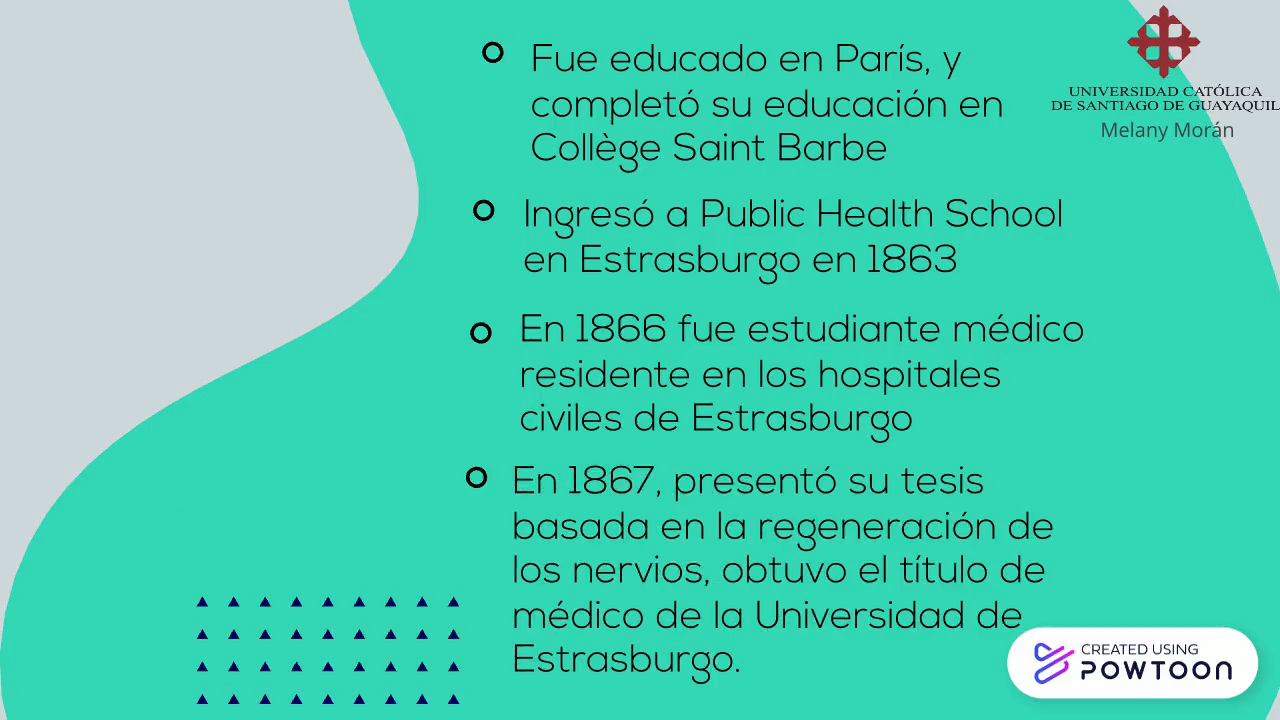 Fue educado en París, y
completó su educación en
Collège Saint Barbe
Ingresó a Public Health School
en Estrasburgo en 1863
En 1866 fue estudiante médico
residente en los hospitales
civiles de Estrasburgo
En 1867, presentó su tesis
basada en la regeneración de
los nervios, obtuvo el título de
médico de la Universidad de
Estrasburgo.
UNIVERSIDAD CATÓLICA
DE SANTIAGO DE GUAYAQUIL
Melany Morán
CREATED USING
POWTOON